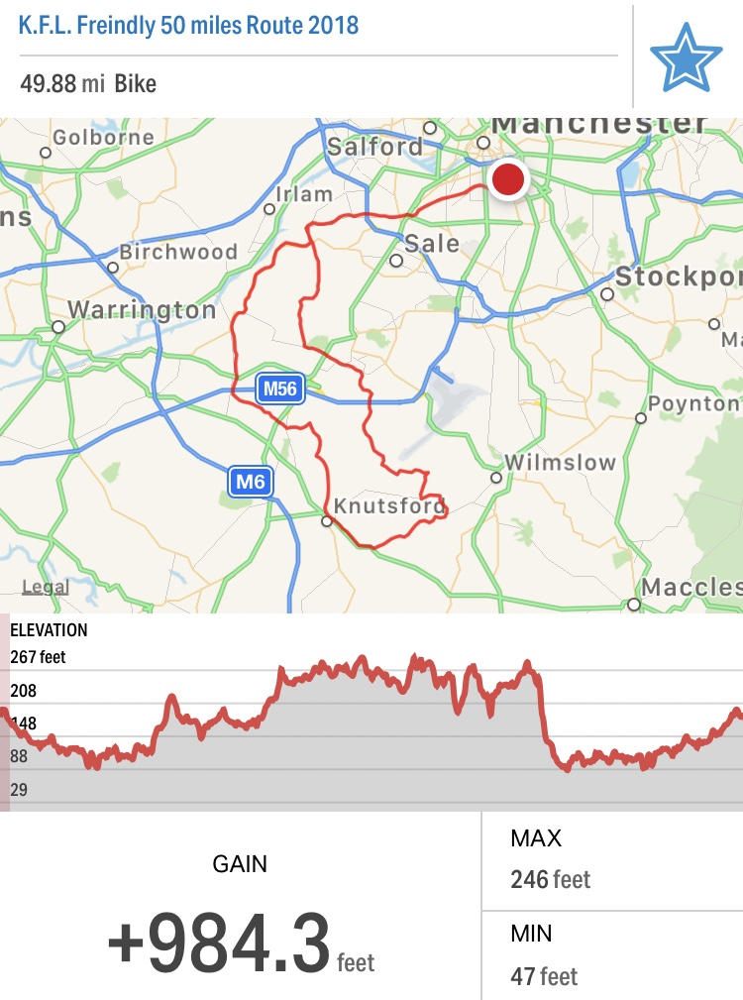 K.F.L. Freindly 50 miles Route 2018
49.88 mi Bike
Manchester
Salford
Golborne
Irlam
ns
Birchwood
Sale
Stockpor
Warrington
Ma
M56
Poynton
Wilmslow
M6
Knutsford
Legal
Maccles
ELEVATION
267 feet
208
148
88
29
GAIN
+984.3 feet
MAX
246 feet
MIN
47 feet